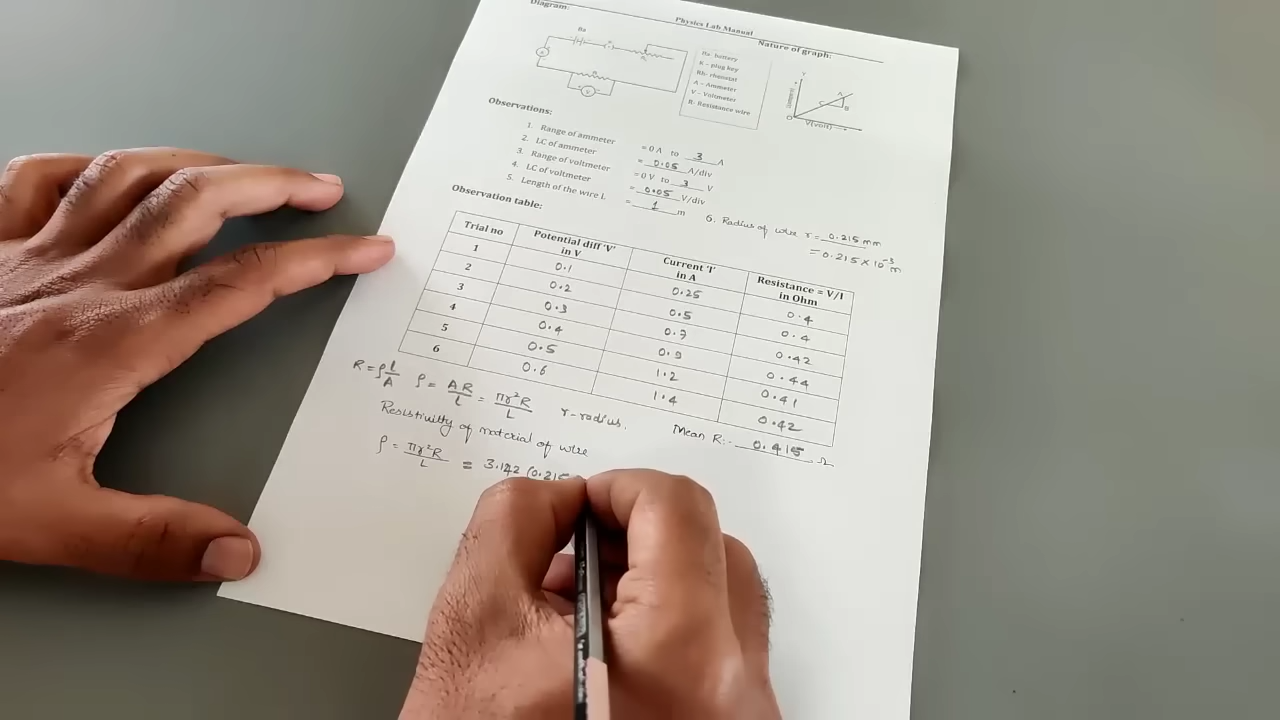 Physics Lab Manual
Diagram:
Nature of graph:
Ba- battery
K – plug key
Rh- rheostat
A – Ammeter
V – Voltmeter
R- Resistance wire
Y
A
C
B
O
V(volt)
Observations:
1. Range of ammeter = 0 A to 3 A
2. LC of ammeter = 0.05 A/div
3. Range of voltmeter = 0 V to 3 V
4. LC of voltmeter = 0.05 V/div
5. Length of the wire L = 1 m
6. Radius of wire r = 0.215 mm
= 0.215 × 10⁻³ m
Observation table:
Trial no Potential diff 'V' in V Current 'I' in A Resistance = V/I in Ohm
1 0.1 0.25 0.4
2 0.2 0.5 0.4
3 0.3 0.7 0.42
4 0.4 0.9 0.44
5 0.5 1.2 0.41
6 0.6 1.4 0.42
Mean R:- 0.415 Ω
R = ρ l/A ρ = AR/l = πr²R/L r-radius.
Resistivitty of material of wire
ρ = πr²R/L = 3.142 (0.215